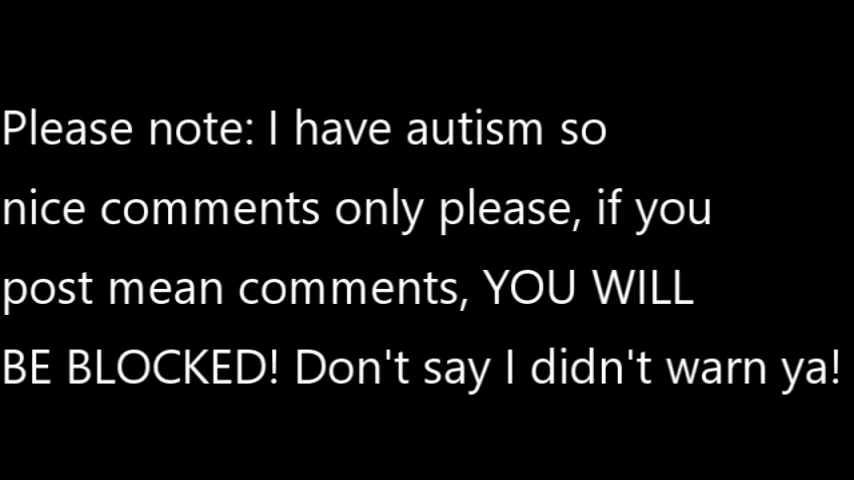 Please note: I have autism so
nice comments only please, if you
post mean comments, YOU WILL
BE BLOCKED! Don't say I didn't warn ya!